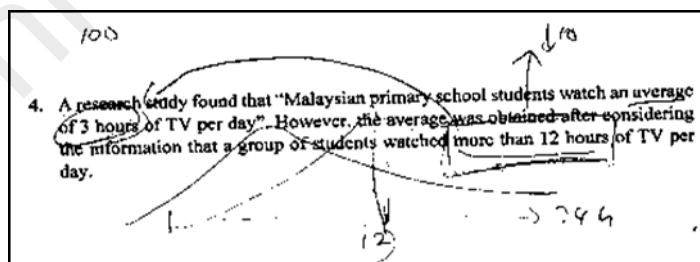 100
↓10
4. A research study found that "Malaysian primary school students watch an average
of 3 hours of TV per day". However, the average was obtained after considering
the information that a group of students watched more than 12 hours of TV per
day.
12